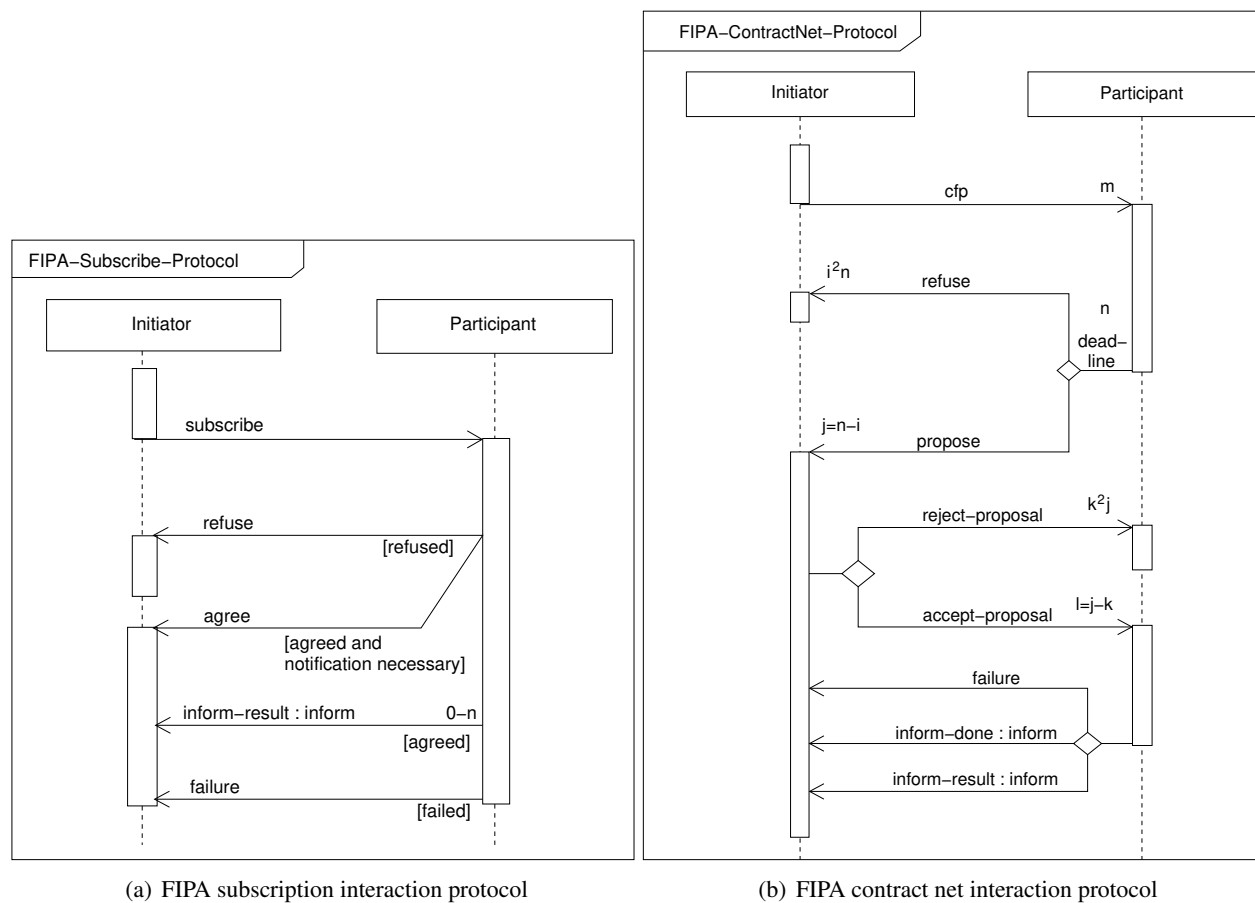 FIPA−Subscribe−Protocol
Initiator
Participant
subscribe
refuse
[refused]
agree
[agreed and
notification necessary]
inform−result : inform
0−n
[agreed]
failure
[failed]
(a) FIPA subscription interaction protocol
FIPA−ContractNet−Protocol
Initiator
Participant
cfp
m
i²n
refuse
n
dead−
line
j=n−i
propose
reject−proposal
k²j
accept−proposal
l=j−k
failure
inform−done : inform
inform−result : inform
(b) FIPA contract net interaction protocol